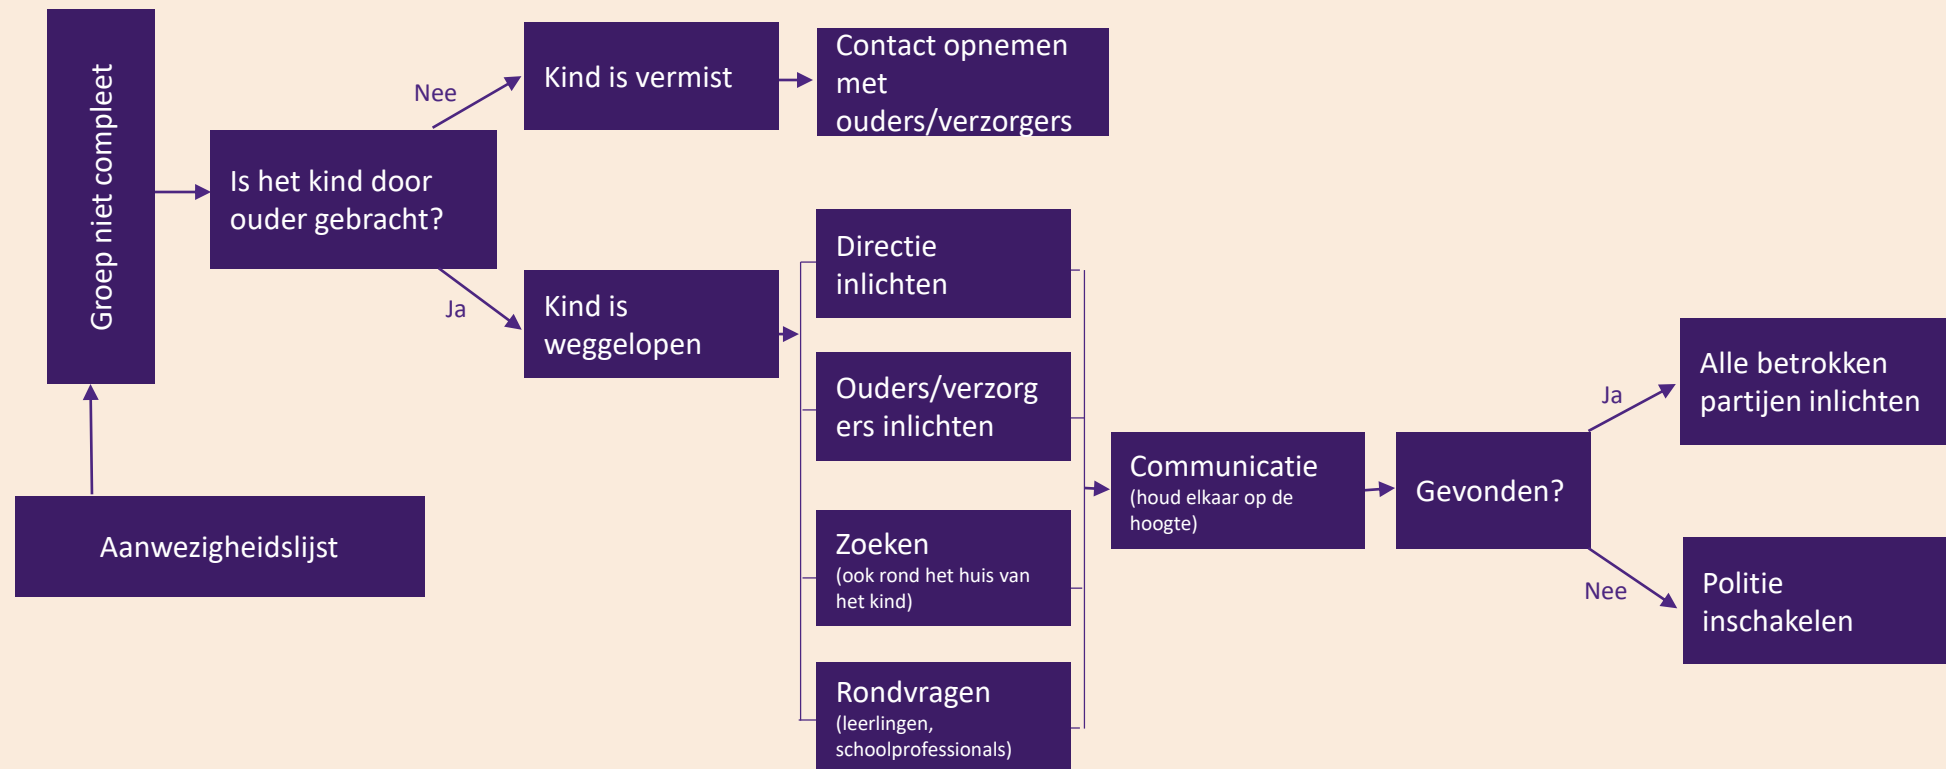 Groep niet compleet
Aanwezigheidslijst
Is het kind door
ouder gebracht?
Nee
Kind is vermist
Contact opnemen
met
ouders/verzorgers
Ja
Kind is
weggelopen
Directie
inlichten
Ouders/verzorg
ers inlichten
Zoeken
(ook rond het huis van
het kind)
Rondvragen
(leerlingen,
schoolprofessionals)
Communicatie
(houd elkaar op de
hoogte)
Gevonden?
Ja
Alle betrokken
partijen inlichten
Nee
Politie
inschakelen